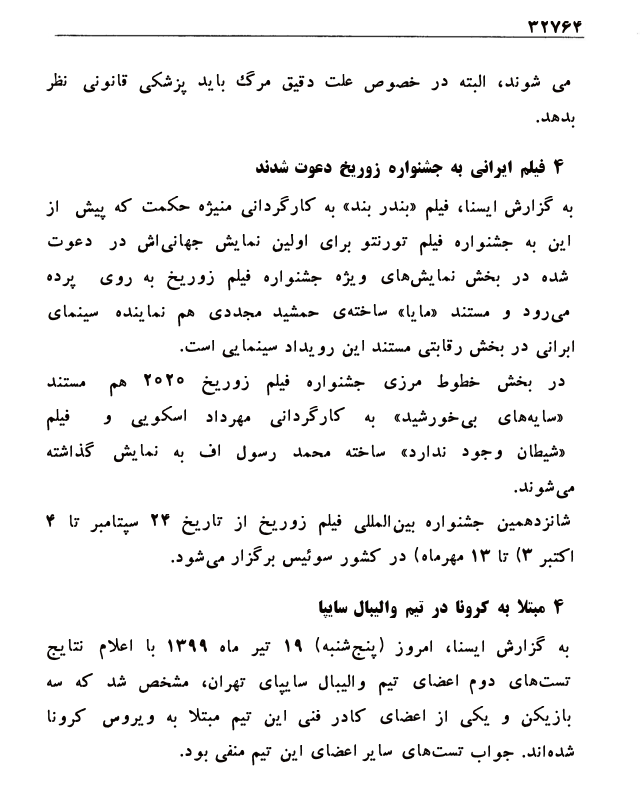 ۳۲۷۶۴
می شوند، البته در خصوص علت دقیق مرگ باید پزشکی قانونی نظر
بدهد.
۴ فیلم ایرانی به جشنواره زوریخ دعوت شدند
به گزارش ایسنا، فیلم «بندر بند» به کارگردانی منیژه حکمت که پیش از
این به جشنواره فیلم تورنتو برای اولین نمایش جهانی‌اش در دعوت
شده در بخش نمایش‌های ویژه جشنواره فیلم زوریخ به روی پرده
می‌رود و مستند «مایا» ساخته‌ی حمشید مجددی هم نماینده سینمای
ایرانی در بخش رقابتی مستند این رویداد سینمایی است.
در بخش خطوط مرزی جشنواره فیلم زوریخ ۲۰۲۰ هم مستند
«سایه‌های بی‌خورشید» به کارگردانی مهرداد اسکویی و فیلم
«شیطان وجود ندارد» ساخته محمد رسول اف به نمایش گذاشته
می‌شوند.
شانزدهمین جشنواره بین‌المللی فیلم زوریخ از تاریخ ۲۴ سپتامبر تا ۴
اکتبر ۳) تا ۱۳ مهرماه) در کشور سوئیس برگزار می‌شود.
۴ مبتلا به کرونا در تیم والیبال سایپا
به گزارش ایسنا، امروز (پنج‌شنبه) ۱۹ تیر ماه ۱۳۹۹ با اعلام نتایج
تست‌های دوم اعضای تیم والیبال سایپای تهران، مشخص شد که سه
بازیکن و یکی از اعضای کادر فنی این تیم مبتلا به ویروس کرونا
شده‌اند. جواب تست‌های سایر اعضای این تیم منفی بود.